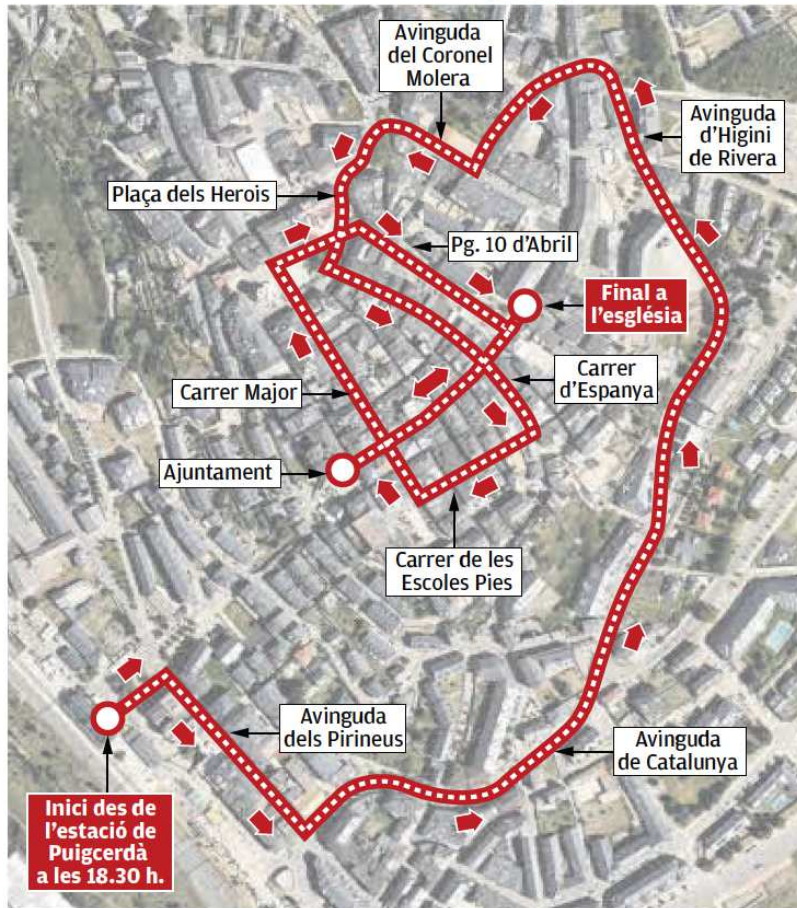 Avinguda
del Coronel
Molera
Avinguda
d'Higini
de Rivera
Plaça dels Herois
Pg. 10 d'Abril
Final a
l'església
Carrer
d'Espanya
Carrer Major
Ajuntament
Carrer de les
Escoles Pies
Avinguda
dels Pirineus
Avinguda
de Catalunya
Inici des de
l'estació de
Puigcerdà
a les 18.30 h.